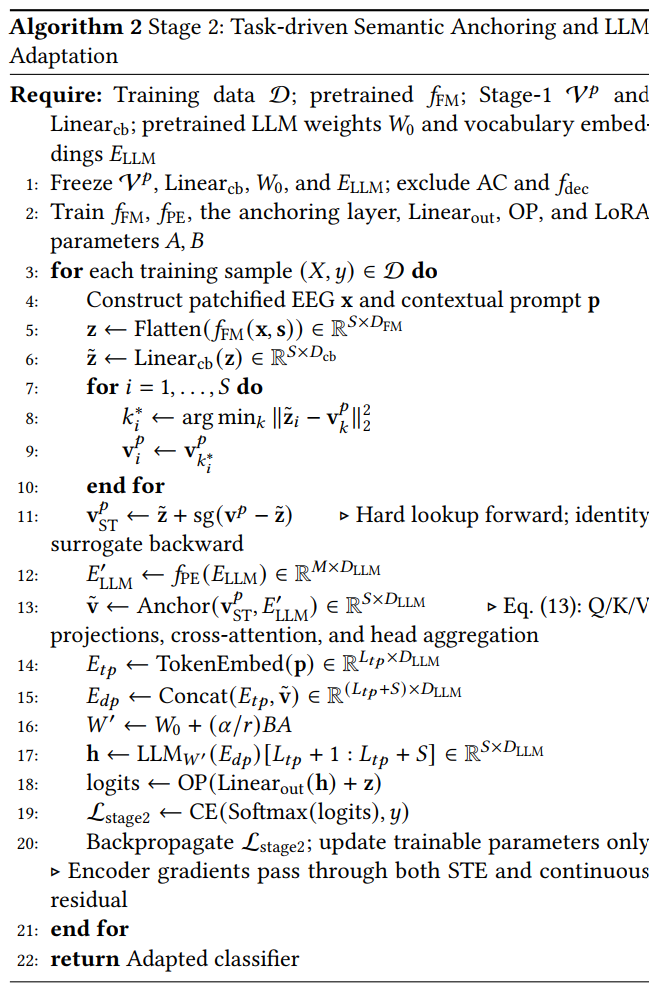 Algorithm 2 Stage 2: Task-driven Semantic Anchoring and LLM
Adaptation
Require: Training data 𝒟; pretrained f_FM; Stage-1 𝒱^p and
Linear_cb; pretrained LLM weights W_0 and vocabulary embed-
dings E_LLM
1: Freeze 𝒱^p, Linear_cb, W_0, and E_LLM; exclude AC and f_dec
2: Train f_FM, f_PE, the anchoring layer, Linear_out, OP, and LoRA
parameters A, B
3: for each training sample (X, y) ∈ 𝒟 do
4: Construct patchified EEG x and contextual prompt p
5: z ← Flatten(f_FM(x, s)) ∈ ℝ^{S×D_FM}
6: z̃ ← Linear_cb(z) ∈ ℝ^{S×D_cb}
7: for i = 1, . . . , S do
8: k_i^* ← arg min_k ‖z̃_i − v_k^p‖_2^2
9: v_i^p ← v_{k_i^*}^p
10: end for
11: v_ST^p ← z̃ + sg(v^p − z̃) ▷ Hard lookup forward; identity
surrogate backward
12: E′_LLM ← f_PE(E_LLM) ∈ ℝ^{M×D_LLM}
13: ṽ ← Anchor(v_ST^p, E′_LLM) ∈ ℝ^{S×D_LLM} ▷ Eq. (13): Q/K/V
projections, cross-attention, and head aggregation
14: E_tp ← TokenEmbed(p) ∈ ℝ^{L_tp×D_LLM}
15: E_dp ← Concat(E_tp, ṽ) ∈ ℝ^{(L_tp+S)×D_LLM}
16: W′ ← W_0 + (α/r)BA
17: h ← LLM_{W′}(E_dp)[L_tp + 1 : L_tp + S] ∈ ℝ^{S×D_LLM}
18: logits ← OP(Linear_out(h) + z)
19: ℒ_stage2 ← CE(Softmax(logits), y)
20: Backpropagate ℒ_stage2; update trainable parameters only
▷ Encoder gradients pass through both STE and continuous
residual
21: end for
22: return Adapted classifier